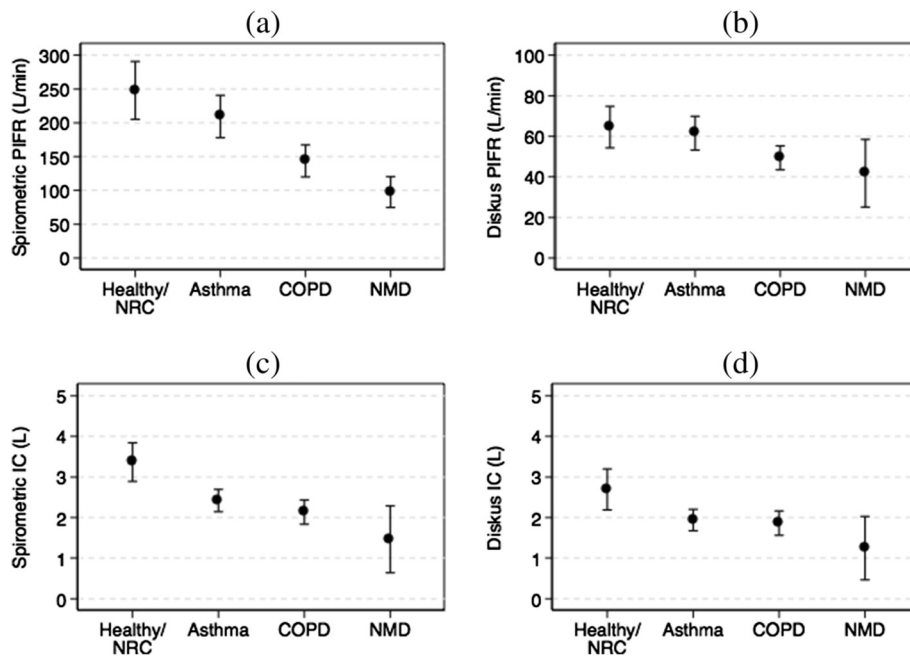 (a)
Spirometric PIFR (L/min)
300
250
200
150
100
50
0
Healthy/
NRC
Asthma
COPD
NMD
(b)
Diskus PIFR (L/min)
100
80
60
40
20
0
Healthy/
NRC
Asthma
COPD
NMD
(c)
Spirometric IC (L)
5
4
3
2
1
0
Healthy/
NRC
Asthma
COPD
NMD
(d)
Diskus IC (L)
5
4
3
2
1
0
Healthy/
NRC
Asthma
COPD
NMD